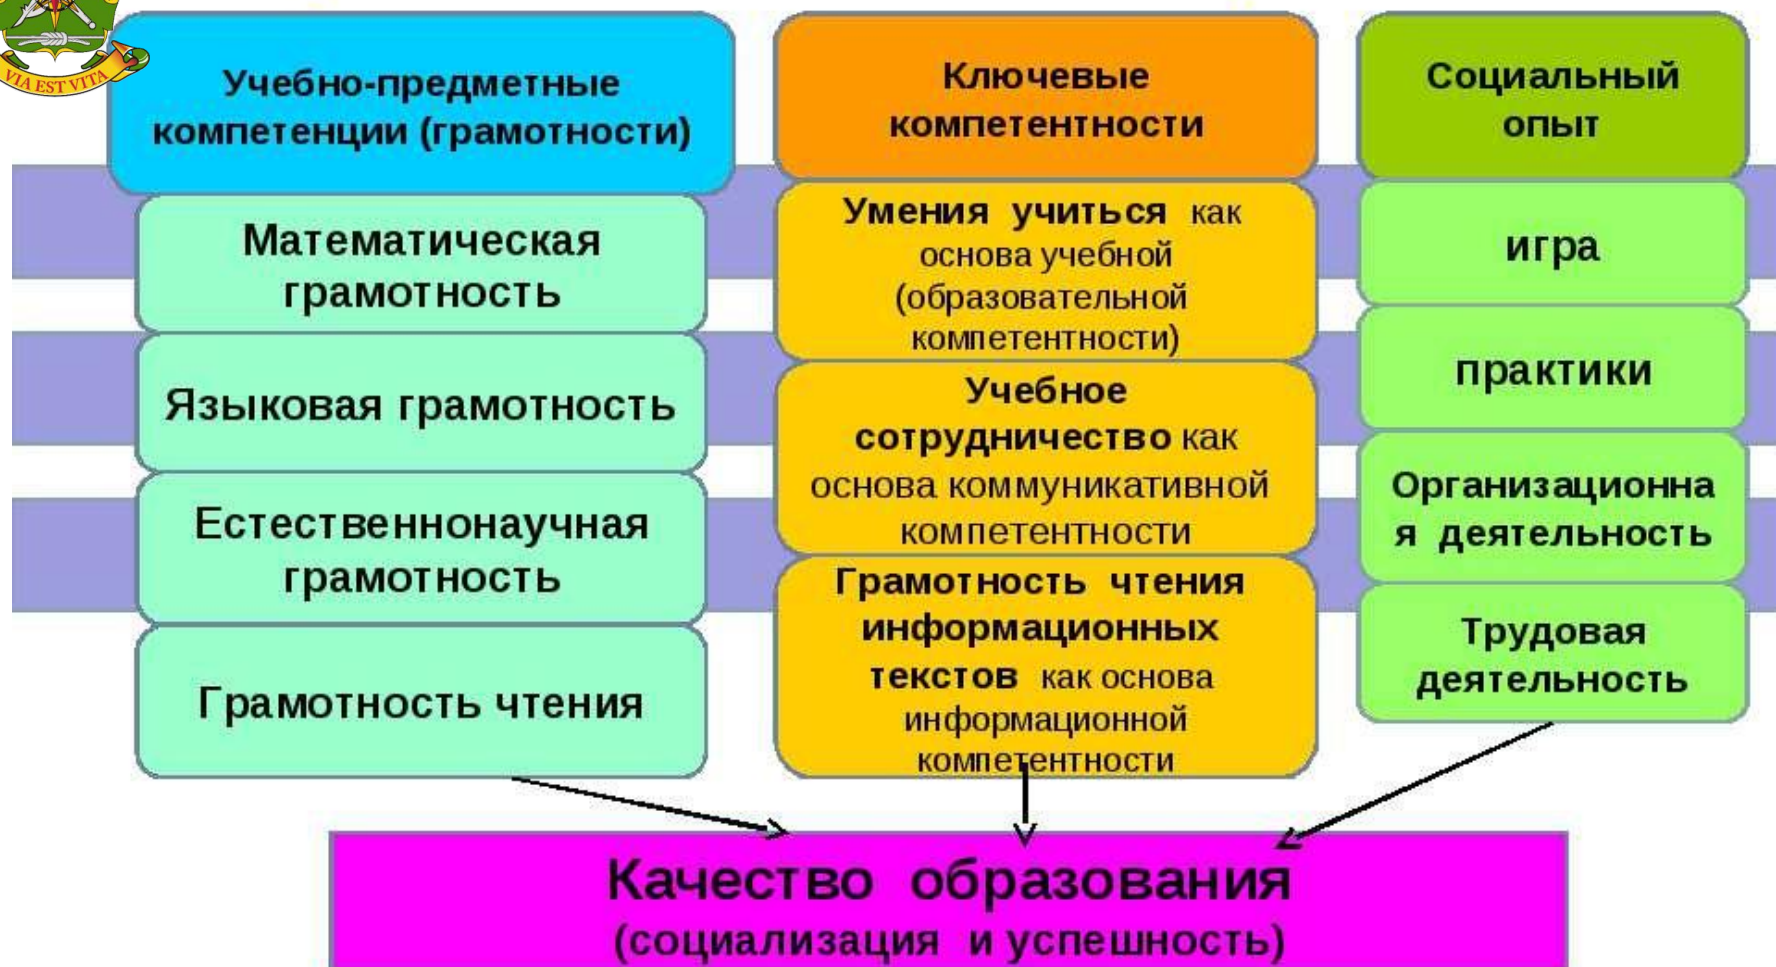 VIA EST VITA
Учебно-предметные
компетенции (грамотности)
Математическая
грамотность
Языковая грамотность
Естественнонаучная
грамотность
Грамотность чтения
Ключевые
компетентности
Умения учиться как
основа учебной
(образовательной
компетентности)
Учебное
сотрудничество как
основа коммуникативной
компетентности
Грамотность чтения
информационных
текстов как основа
информационной
компетентности
Социальный
опыт
игра
практики
Организационна
я деятельность
Трудовая
деятельность
Качество образования
(социализация и успешность)